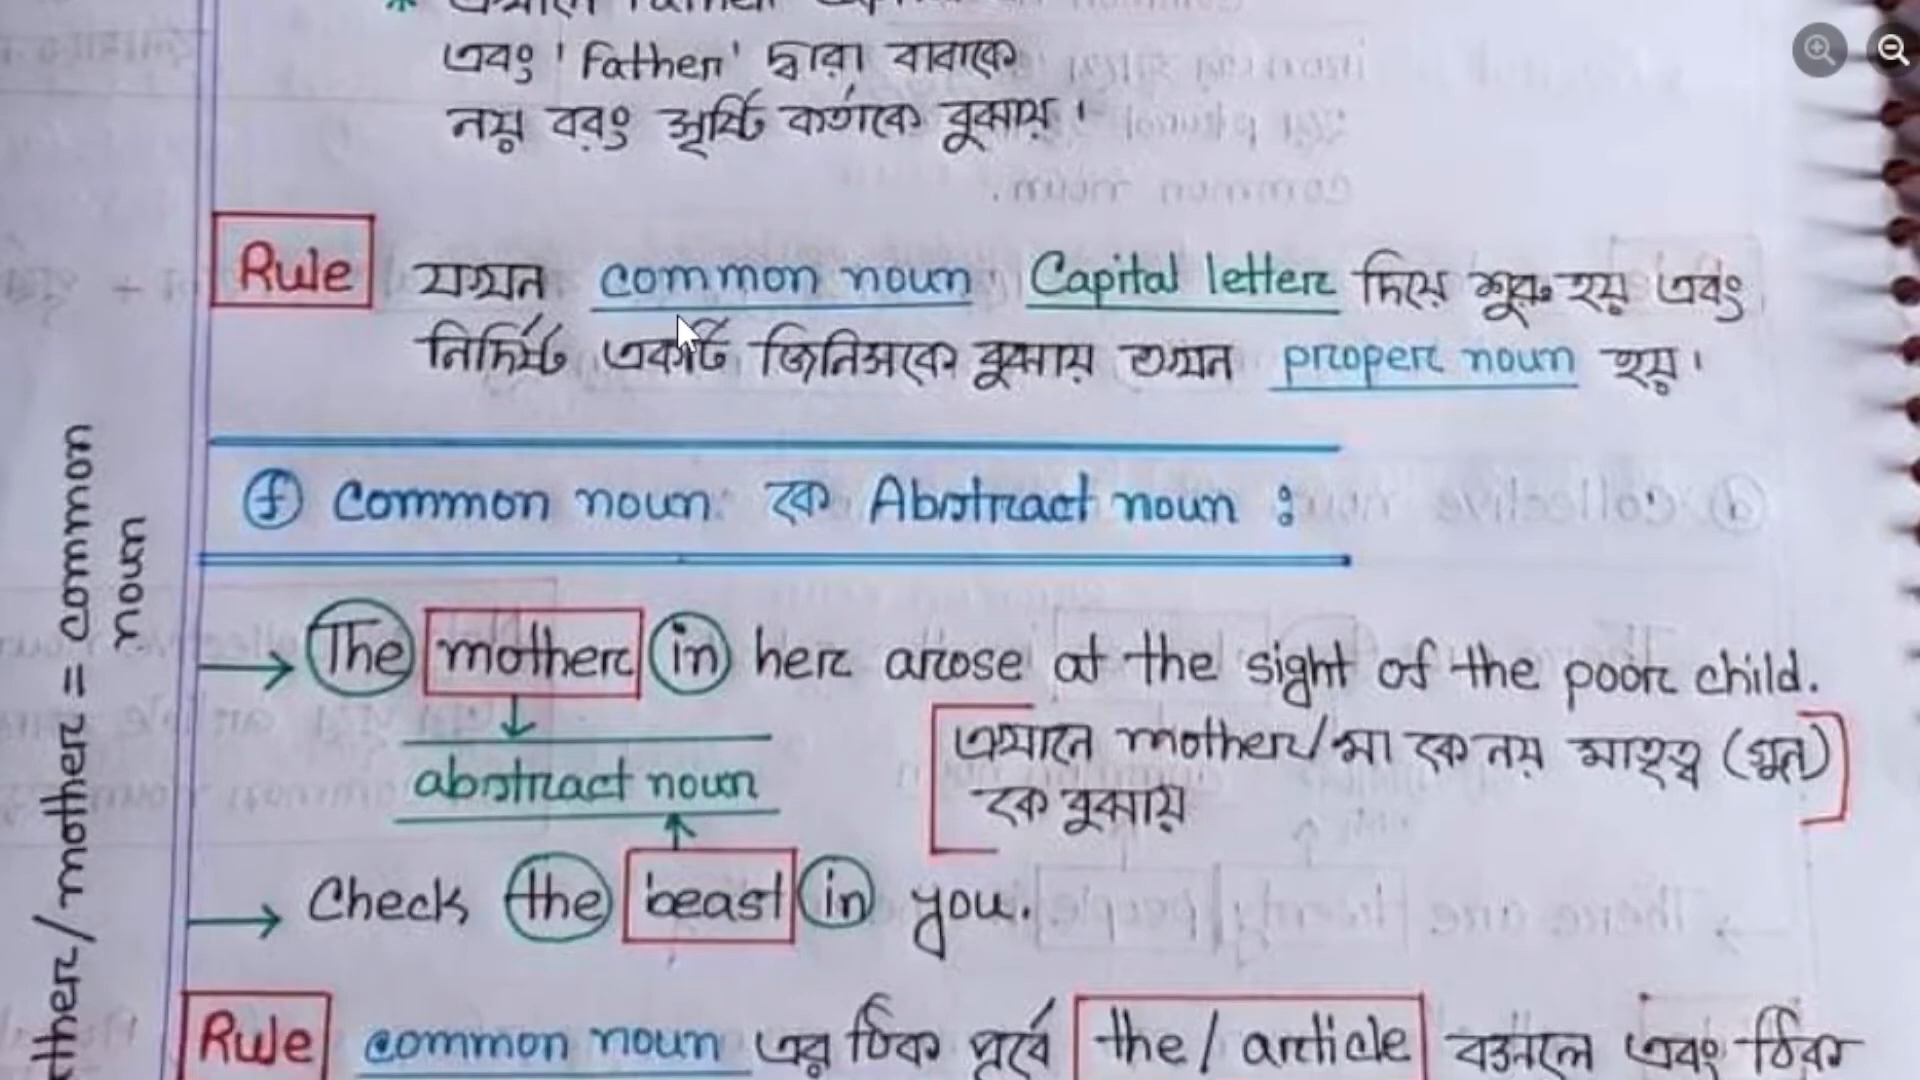 এবং 'Father' দ্বারা বাবাকে
নয় বরং সৃষ্টি কর্তাকে বুঝায়।
Rule যখন common noun Capital letter দিয়ে শুরু হয় এবং
নির্দিষ্ট একটি জিনিসকে বুঝায় তখন proper noun হয়।
f Common noun কে Abstract noun :
→ The mother in her arose at the sight of the poor child.
abstract noun
এখানে mother/মা কে নয় মাতৃত্ব (গুন)
কে বুঝায়
→ Check the beast in you.
Rule common noun এর ঠিক পূর্বে the / article বসালে এবং ঠিক
ther / mother = common
noun